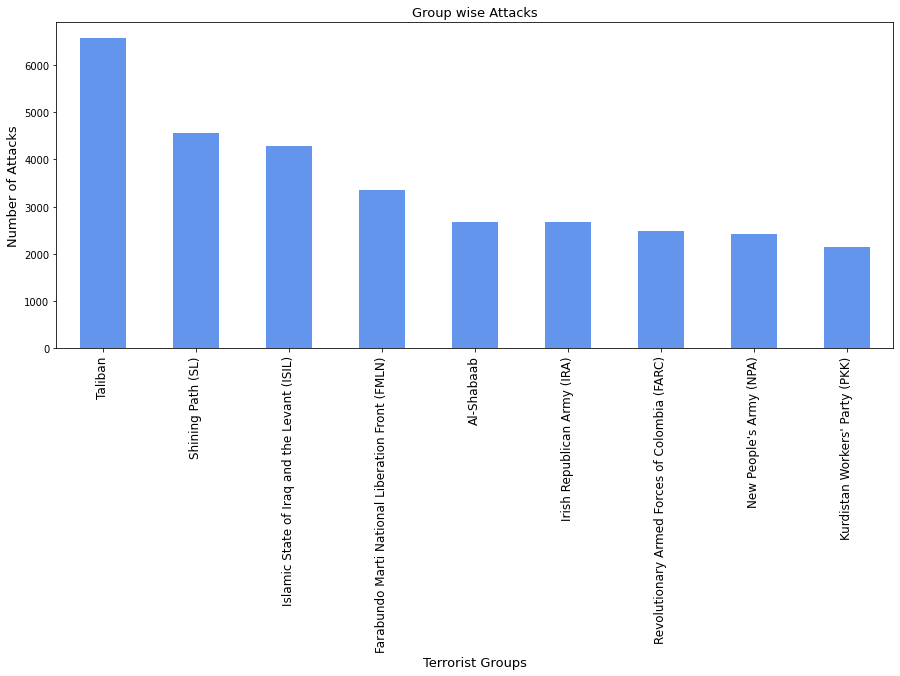 Group wise Attacks
Number of Attacks
6000
5000
4000
3000
2000
1000
0
Taliban
Shining Path (SL)
Islamic State of Iraq and the Levant (ISIL)
Farabundo Marti National Liberation Front (FMLN)
Al-Shabaab
Irish Republican Army (IRA)
Revolutionary Armed Forces of Colombia (FARC)
New People's Army (NPA)
Kurdistan Workers' Party (PKK)
Terrorist Groups